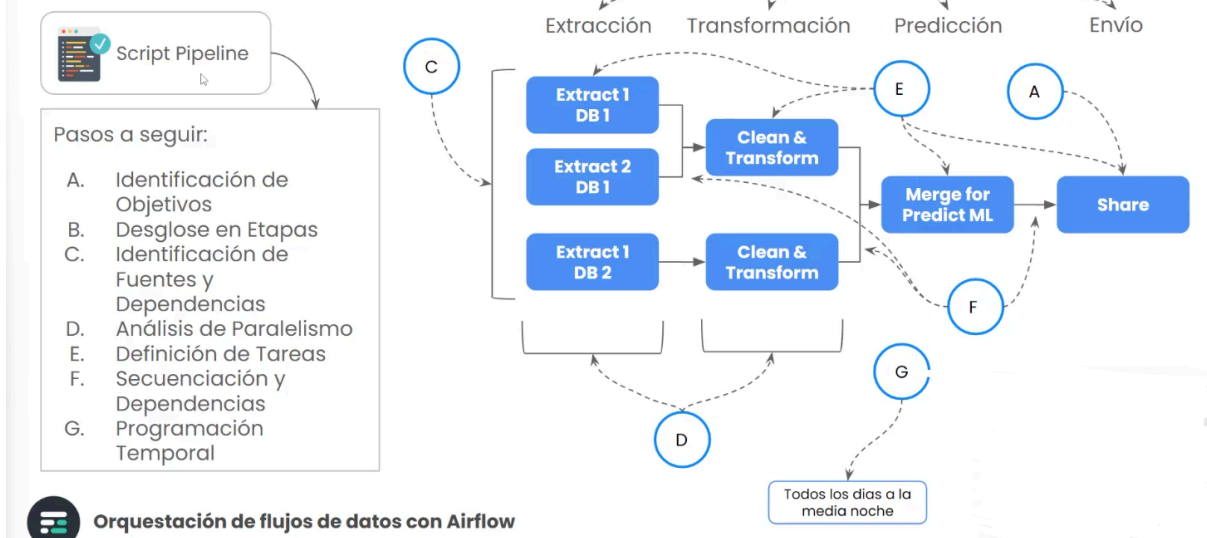 Script Pipeline
Pasos a seguir:
A. Identificación de
Objetivos
B. Desglose en Etapas
C. Identificación de
Fuentes y
Dependencias
D. Análisis de Paralelismo
E. Definición de Tareas
F. Secuenciación y
Dependencias
G. Programación
Temporal
Extracción
Transformación
Predicción
Envío
C
Extract 1
DB 1
Extract 2
DB 1
Extract 1
DB 2
Clean &
Transform
Clean &
Transform
E
A
Merge for
Predict ML
Share
F
D
G
Todos los dias a la
media noche
Orquestación de flujos de datos con Airflow